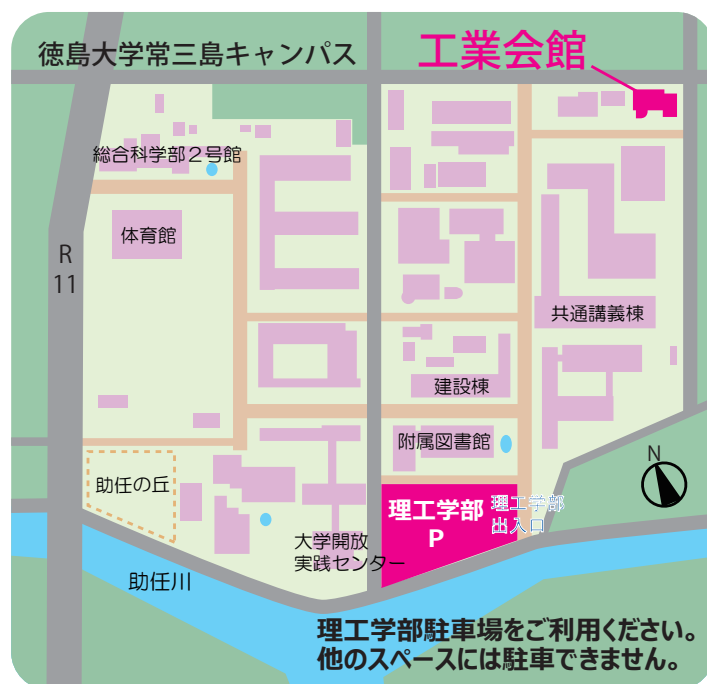 徳島大学常三島キャンパス
工業会館
総合科学部２号館
体育館
R
11
共通講義棟
建設棟
附属図書館
N
助任の丘
理工学部
P
理工学部
出入口
大学開放
実践センター
助任川
理工学部駐車場をご利用ください。
他のスペースには駐車できません。